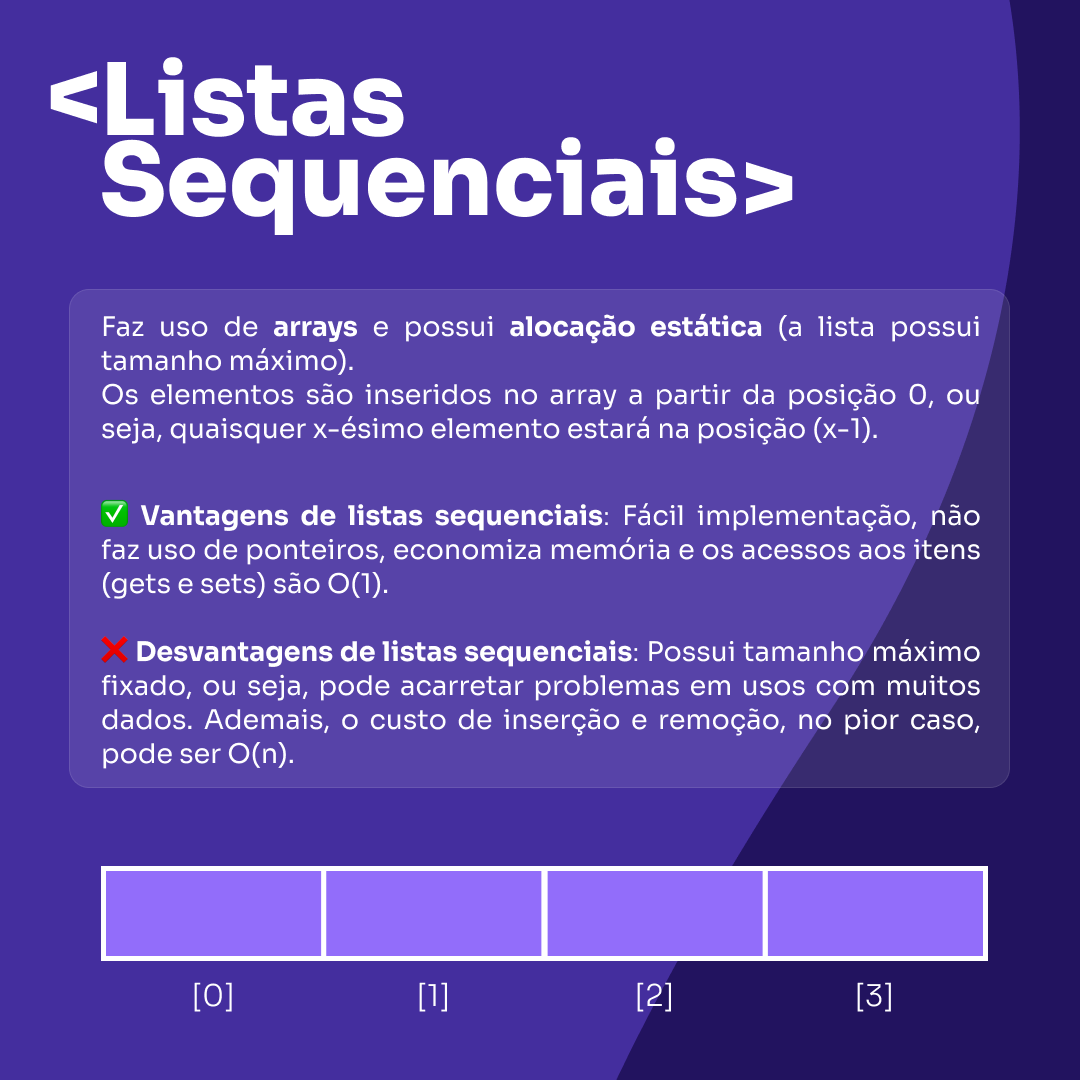 <Listas
Sequenciais>
Faz uso de arrays e possui alocação estática (a lista possui
tamanho máximo).
Os elementos são inseridos no array a partir da posição 0, ou
seja, quaisquer x-ésimo elemento estará na posição (x-1).
✅ Vantagens de listas sequenciais: Fácil implementação, não
faz uso de ponteiros, economiza memória e os acessos aos itens
(gets e sets) são O(1).
❌ Desvantagens de listas sequenciais: Possui tamanho máximo
fixado, ou seja, pode acarretar problemas em usos com muitos
dados. Ademais, o custo de inserção e remoção, no pior caso,
pode ser O(n).
[0] [1] [2] [3]